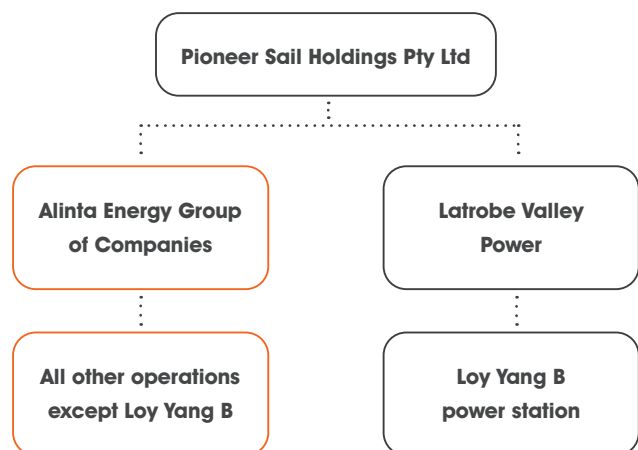 Pioneer Sail Holdings Pty Ltd
Alinta Energy Group
of Companies
Latrobe Valley
Power
All other operations
except Loy Yang B
Loy Yang B
power station